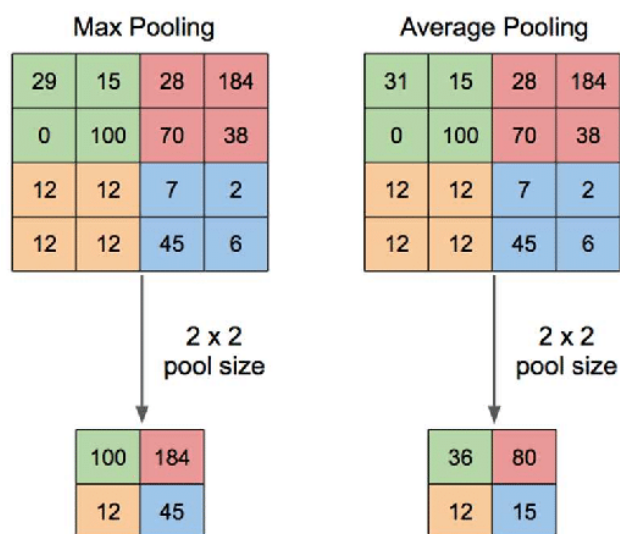 Max Pooling
29 15 28 184
0 100 70 38
12 12 7 2
12 12 45 6
2 x 2
pool size
100 184
12 45
Average Pooling
31 15 28 184
0 100 70 38
12 12 7 2
12 12 45 6
2 x 2
pool size
36 80
12 15